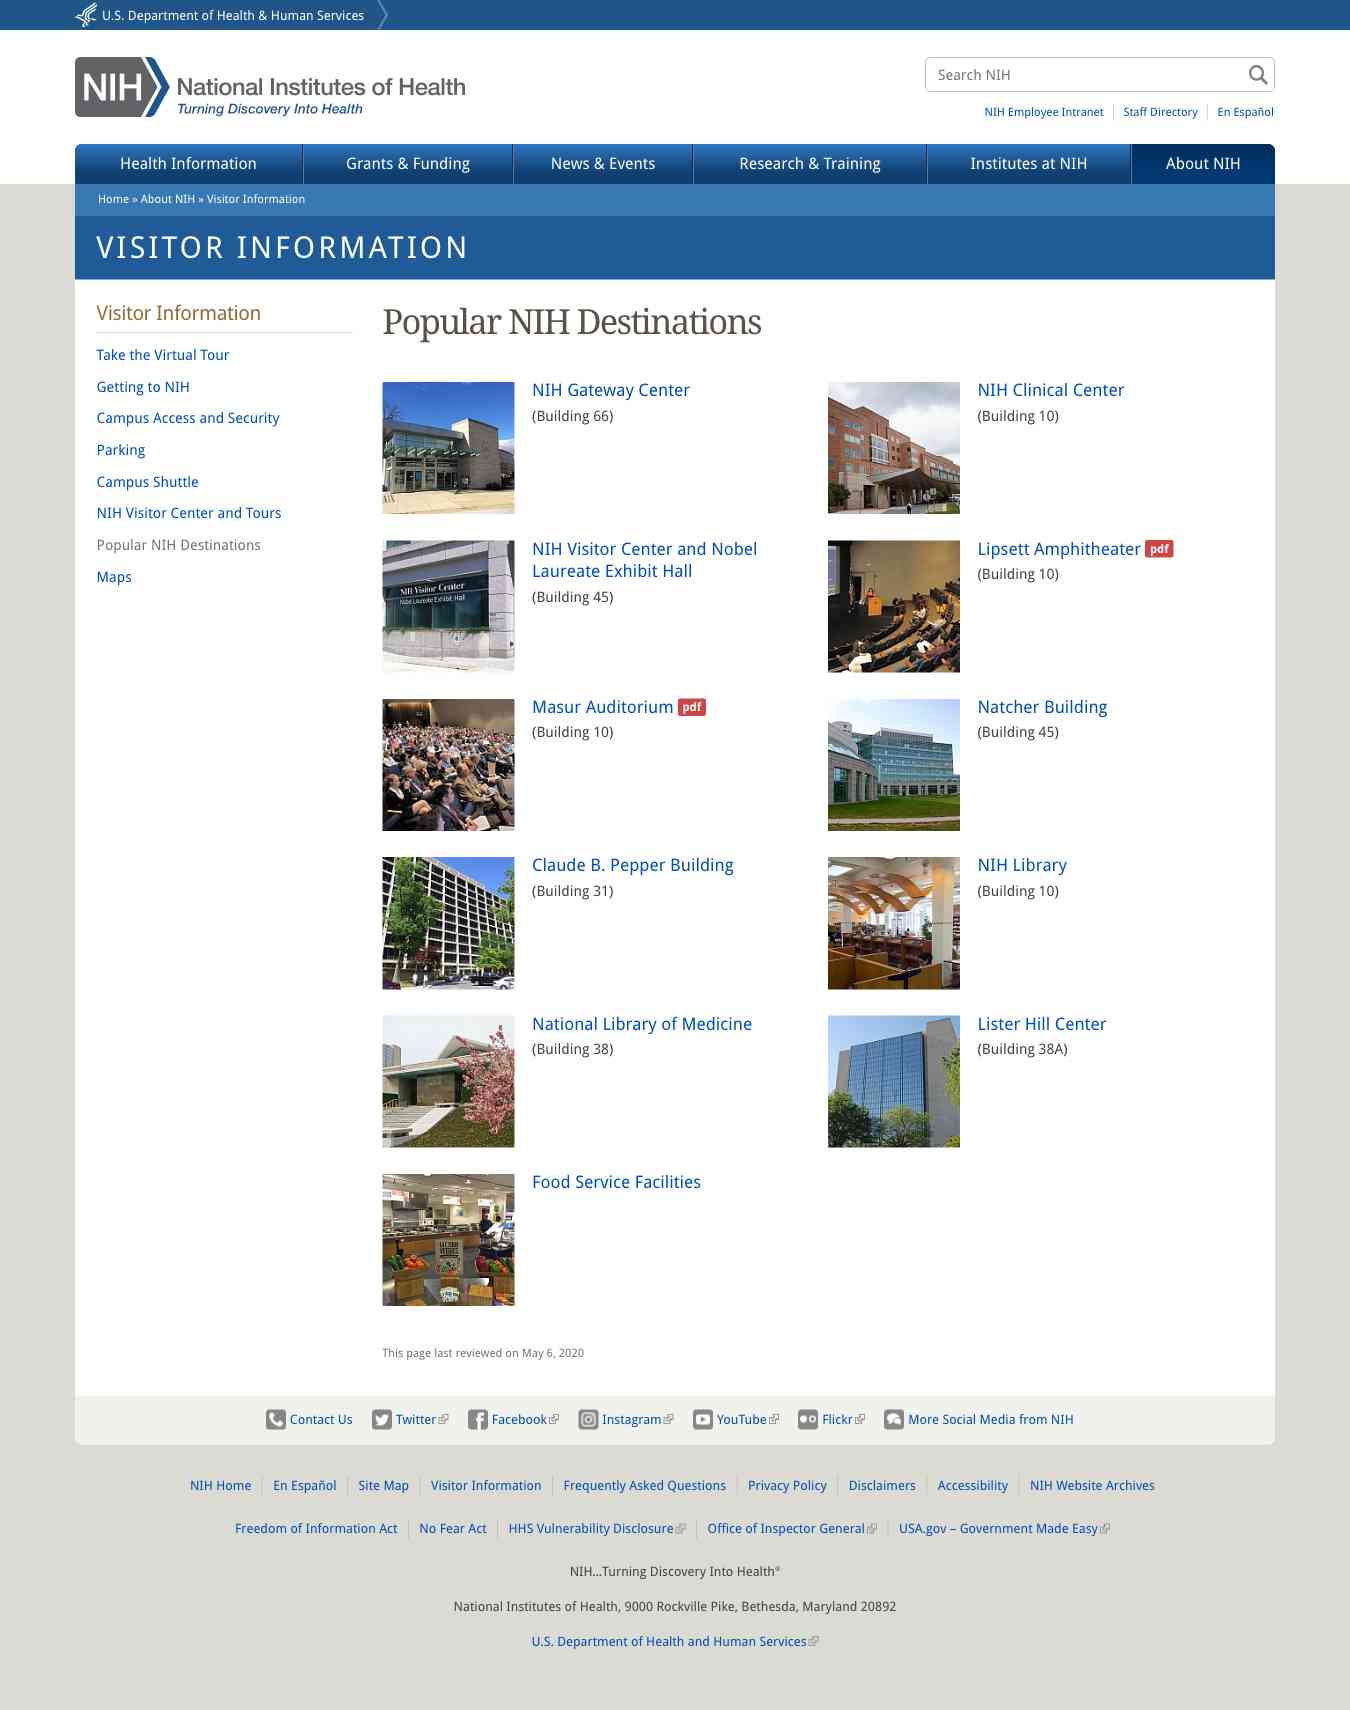 U.S. Department of Health & Human Services
NIH National Institutes of Health
Turning Discovery Into Health
Search NIH
NIH Employee Intranet Staff Directory En Español
Health Information Grants & Funding News & Events Research & Training Institutes at NIH About NIH
Home » About NIH » Visitor Information
VISITOR INFORMATION
Visitor Information
Take the Virtual Tour
Getting to NIH
Campus Access and Security
Parking
Campus Shuttle
NIH Visitor Center and Tours
Popular NIH Destinations
Maps
Popular NIH Destinations
NIH Gateway Center
(Building 66)
NIH Clinical Center
(Building 10)
NIH Visitor Center
Nobel Laureate Exhibit Hall
NIH Visitor Center and Nobel
Laureate Exhibit Hall
(Building 45)
Lipsett Amphitheater pdf
(Building 10)
Masur Auditorium pdf
(Building 10)
Natcher Building
(Building 45)
Claude B. Pepper Building
(Building 31)
NIH Library
(Building 10)
National Library of Medicine
(Building 38)
Lister Hill Center
(Building 38A)
Food Service Facilities
This page last reviewed on May 6, 2020
Contact Us Twitter Facebook Instagram YouTube Flickr More Social Media from NIH
NIH Home En Español Site Map Visitor Information Frequently Asked Questions Privacy Policy Disclaimers Accessibility NIH Website Archives
Freedom of Information Act No Fear Act HHS Vulnerability Disclosure Office of Inspector General USA.gov – Government Made Easy
NIH…Turning Discovery Into Health®
National Institutes of Health, 9000 Rockville Pike, Bethesda, Maryland 20892
U.S. Department of Health and Human Services